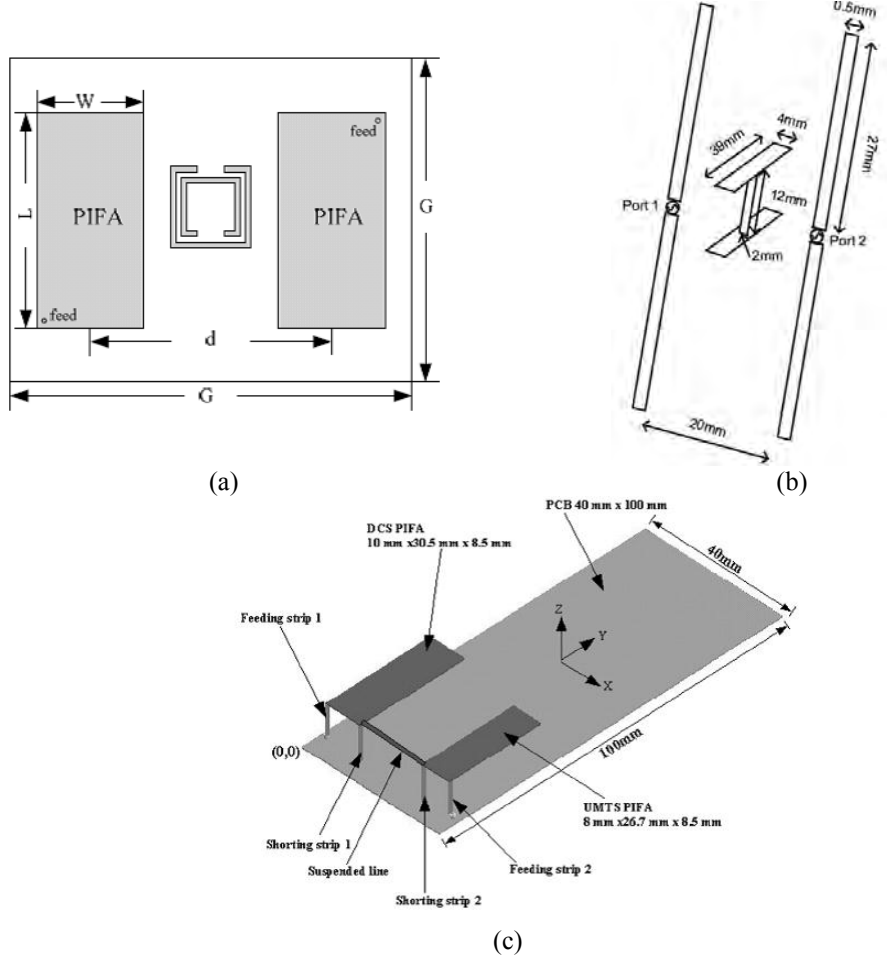 W
L
PIFA
feed
feed
PIFA
G
d
G
(a)
0.5mm
27mm
4mm
39mm
12mm
2mm
Port 1
Port 2
20mm
(b)
PCB 40 mm x 100 mm
DCS PIFA
10 mm x30.5 mm x 8.5 mm
40mm
Feeding strip 1
Z
Y
X
(0,0)
100mm
UMTS PIFA
8 mm x26.7 mm x 8.5 mm
Shorting strip 1
Suspended line
Feeding strip 2
Shorting strip 2
(c)